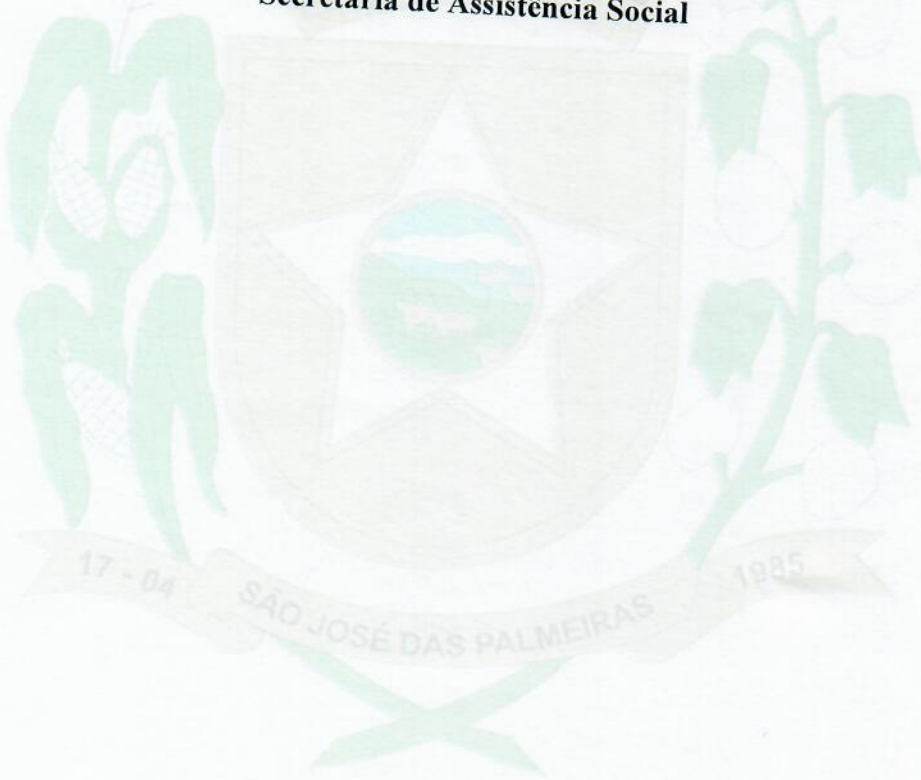 Secretaria de Assistência Social
17 - 04
SÃO JOSÉ DAS PALMEIRAS
1985